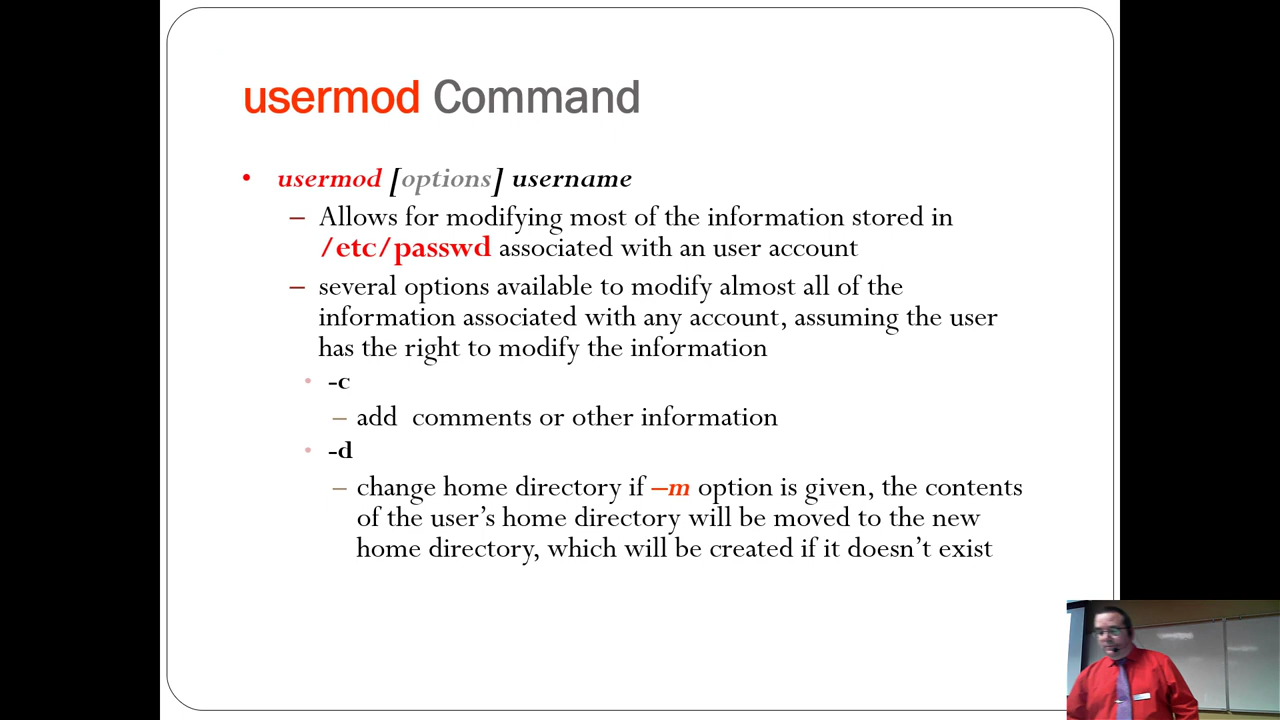 usermod Command
• usermod [options] username
– Allows for modifying most of the information stored in
/etc/passwd associated with an user account
– several options available to modify almost all of the
information associated with any account, assuming the user
has the right to modify the information
• -c
– add comments or other information
• -d
– change home directory if –m option is given, the contents
of the user’s home directory will be moved to the new
home directory, which will be created if it doesn’t exist